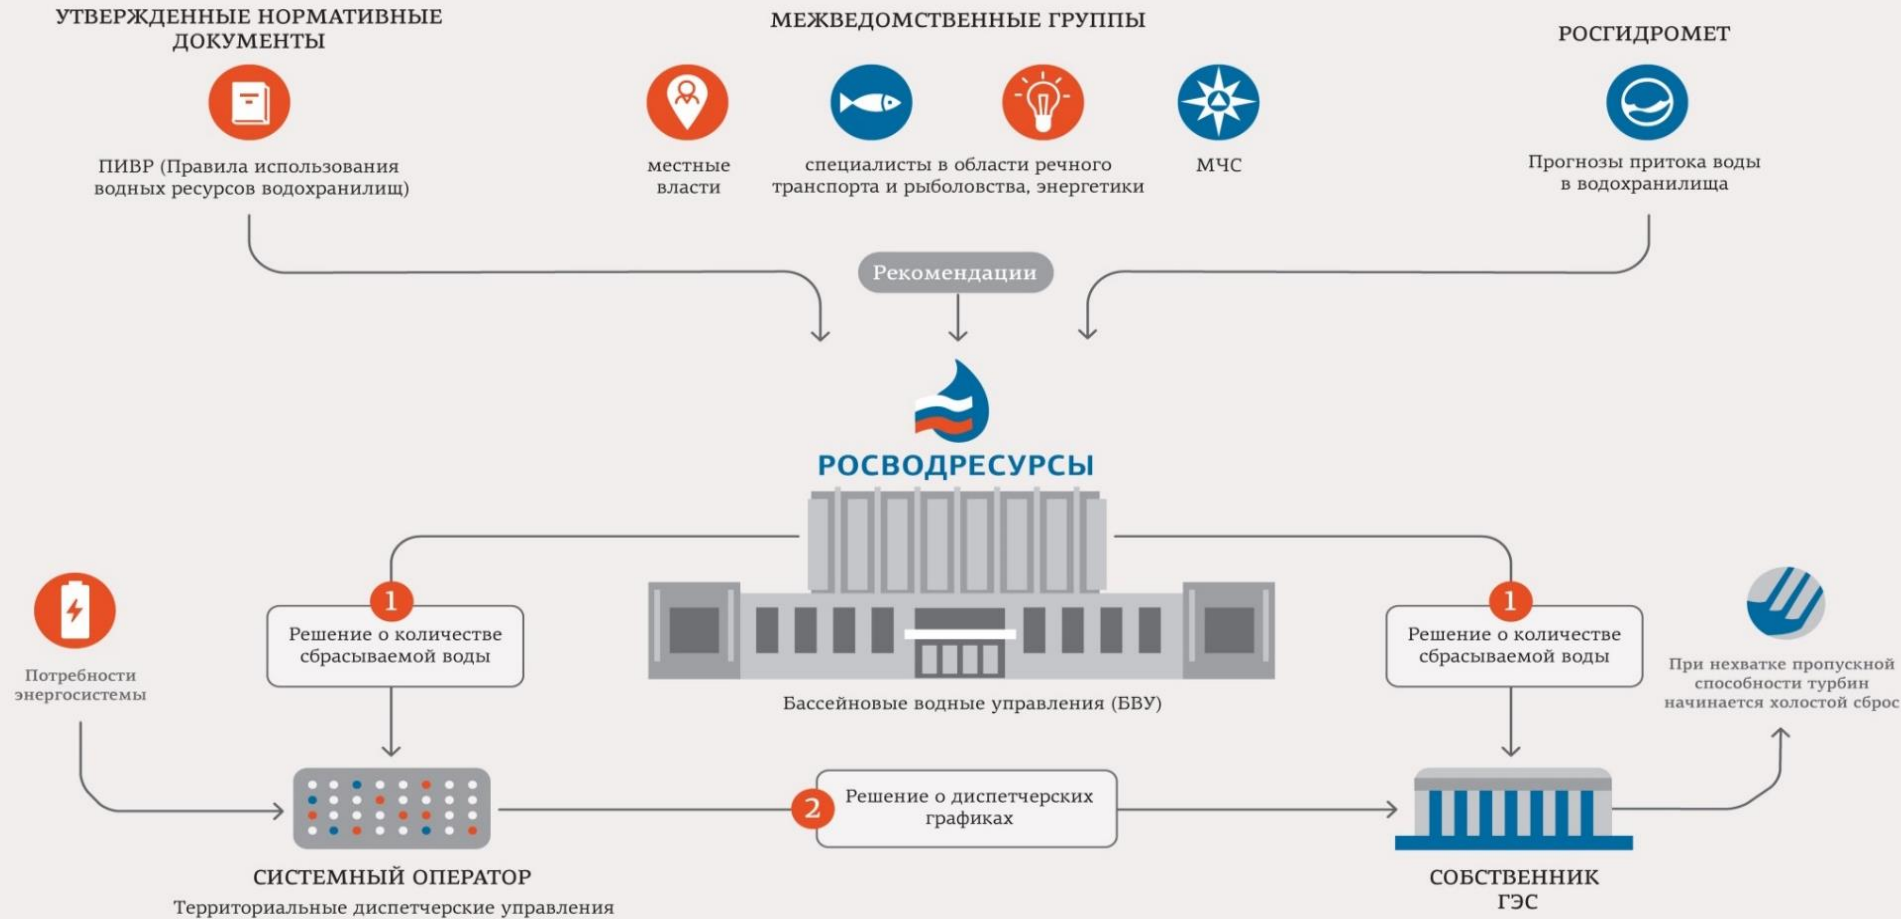 УТВЕРЖДЕННЫЕ НОРМАТИВНЫЕ
ДОКУМЕНТЫ
ПИВР (Правила использования
водных ресурсов водохранилищ)
МЕЖВЕДОМСТВЕННЫЕ ГРУППЫ
местные
власти
специалисты в области речного
транспорта и рыболовства, энергетики
МЧС
РОСГИДРОМЕТ
Прогнозы притока воды
в водохранилища
Рекомендации
РОСВОДРЕСУРСЫ
Бассейновые водные управления (БВУ)
1
Решение о количестве
сбрасываемой воды
1
Решение о количестве
сбрасываемой воды
Потребности
энергосистемы
При нехватке пропускной
способности турбин
начинается холостой сброс
2
Решение о диспетчерских
графиках
СИСТЕМНЫЙ ОПЕРАТОР
Территориальные диспетчерские управления
СОБСТВЕННИК
ГЭС